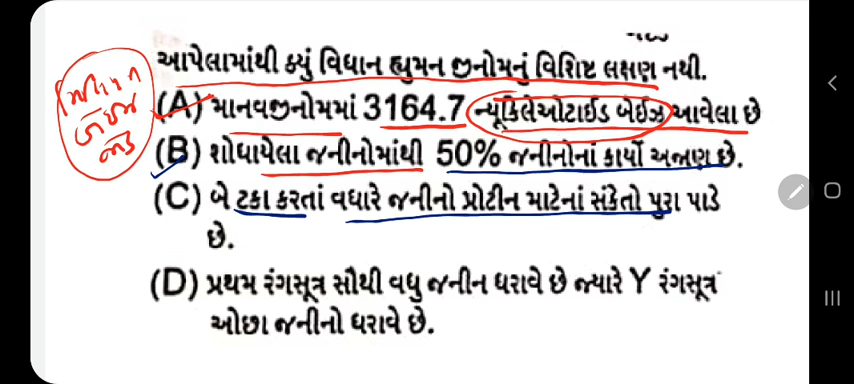 આપેલામાંથી ક્યું વિધાન હ્યુમન જીનોમનું વિશિષ્ટ લક્ષણ નથી.
(A) માનવજીનોમમાં 3164.7 ન્યૂકિલેઓટાઈડ બેઈઝ આવેલા છે
(B) શોધાયેલા જનીનોમાંથી 50% જનીનોનાં કાર્યો અજાણ છે.
(C) બે ટકા કરતાં વધારે જનીનો પ્રોટીન માટેનાં સંકેતો પુરા પાડે
છે.
(D) પ્રથમ રંગસૂત્ર સૌથી વધુ જનીન ધરાવે છે જ્યારે Y રંગસૂત્ર
ઓછા જનીનો ધરાવે છે.